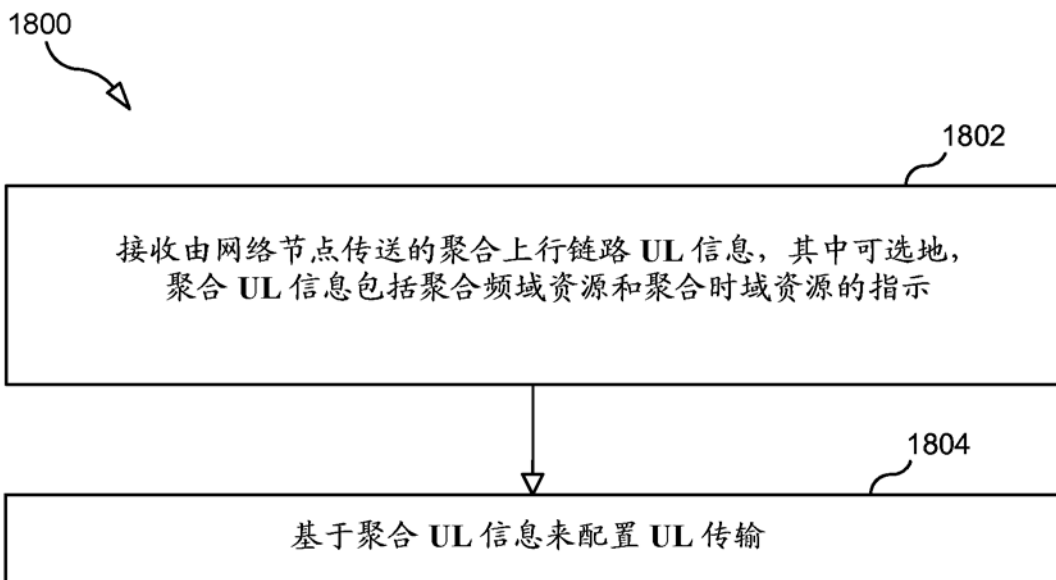 1800
1802
接收由网络节点传送的聚合上行链路 UL 信息，其中可选地，
聚合 UL 信息包括聚合频域资源和聚合时域资源的指示
1804
基于聚合 UL 信息来配置 UL 传输